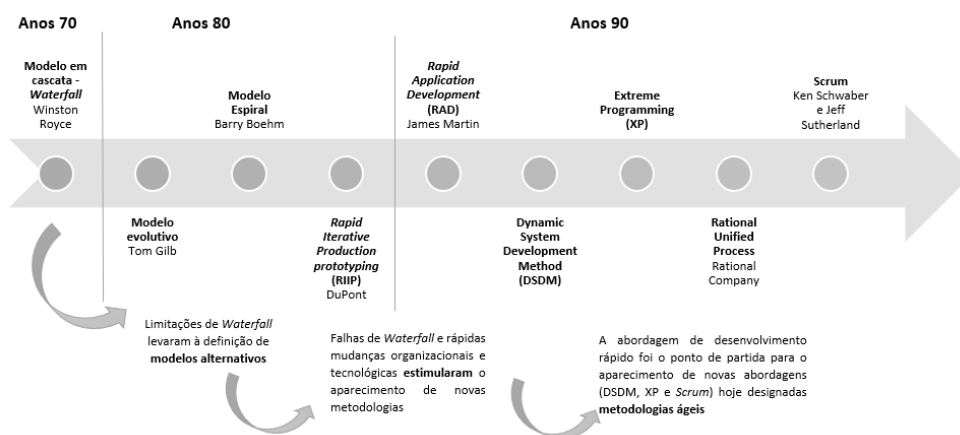 Anos 70
Anos 80
Anos 90
Modelo em
cascata -
Waterfall
Winston
Royce
Modelo
Espiral
Barry Boehm
Rapid
Application
Development
(RAD)
James Martin
Extreme
Programming
(XP)
Scrum
Ken Schwaber
e Jeff
Sutherland
Modelo
evolutivo
Tom Gilb
Rapid
Iterative
Production
prototyping
(RIIP)
DuPont
Dynamic
System
Development
Method
(DSDM)
Rational
Unified
Process
Rational
Company
Limitações de Waterfall
levaram à definição de
modelos alternativos
Falhas de Waterfall e rápidas
mudanças organizacionais e
tecnológicas estimularam o
aparecimento de novas
metodologias
A abordagem de desenvolvimento
rápido foi o ponto de partida para o
aparecimento de novas abordagens
(DSDM, XP e Scrum) hoje designadas
metodologias ágeis